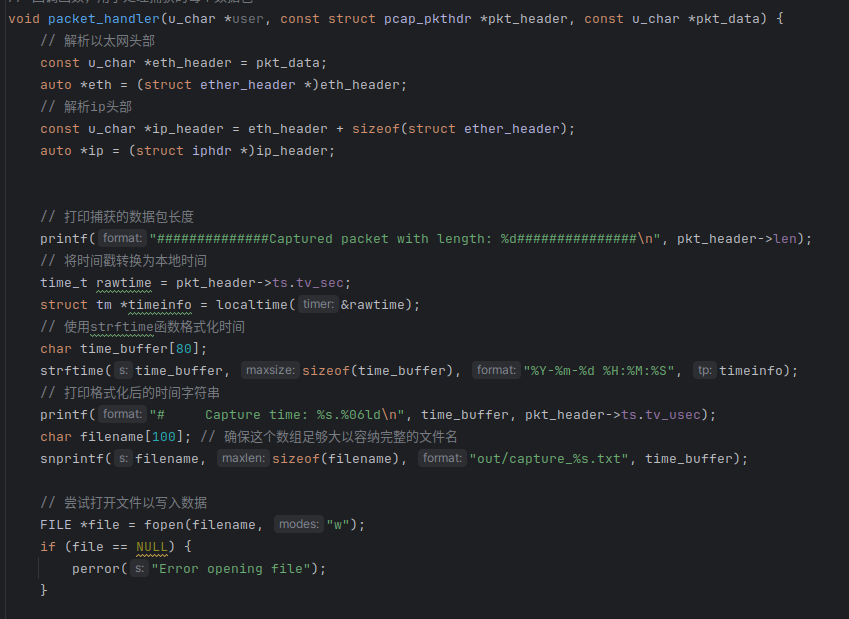 void packet_handler(u_char *user, const struct pcap_pkthdr *pkt_header, const u_char *pkt_data) {
// 解析以太网头部
const u_char *eth_header = pkt_data;
auto *eth = (struct ether_header *)eth_header;
// 解析ip头部
const u_char *ip_header = eth_header + sizeof(struct ether_header);
auto *ip = (struct iphdr *)ip_header;
// 打印捕获的数据包长度
printf( format: "##############Captured packet with length: %d###############\n", pkt_header->len);
// 将时间戳转换为本地时间
time_t rawtime = pkt_header->ts.tv_sec;
struct tm *timeinfo = localtime( timer: &rawtime);
// 使用strftime函数格式化时间
char time_buffer[80];
strftime( s: time_buffer, maxsize: sizeof(time_buffer), format: "%Y-%m-%d %H:%M:%S", tp: timeinfo);
// 打印格式化后的时间字符串
printf( format: "#     Capture time: %s.%06ld\n", time_buffer, pkt_header->ts.tv_usec);
char filename[100]; // 确保这个数组足够大以容纳完整的文件名
snprintf( s: filename, maxlen: sizeof(filename), format: "out/capture_%s.txt", time_buffer);
// 尝试打开文件以写入数据
FILE *file = fopen(filename, modes: "w");
if (file == NULL) {
perror( s: "Error opening file");
}